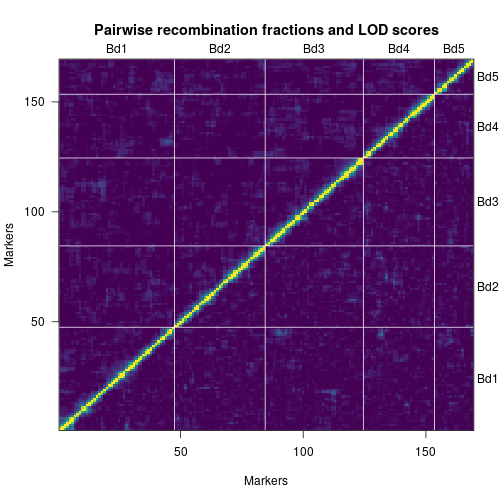 Pairwise recombination fractions and LOD scores
Bd1 Bd2 Bd3 Bd4 Bd5
Bd5
150
Bd4
Bd3
100
Markers
Bd2
50
Bd1
50 100 150
Markers